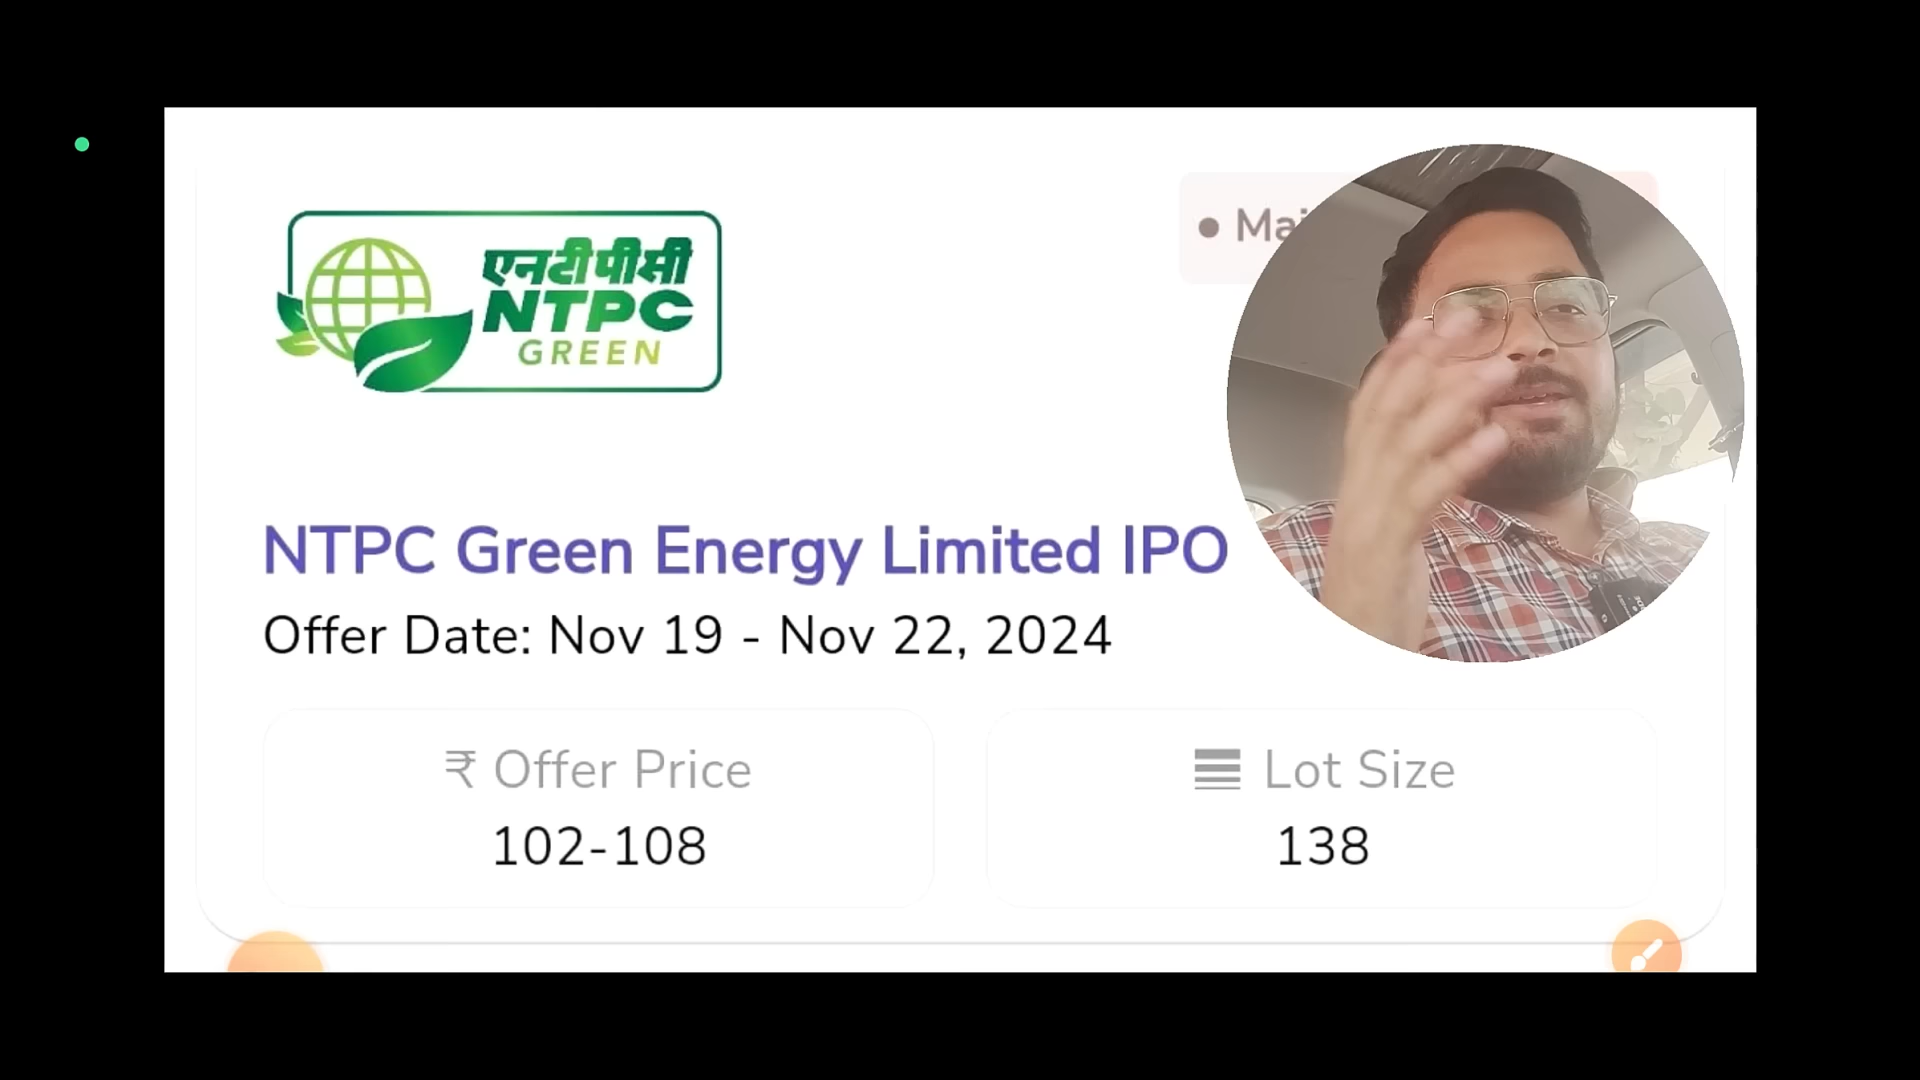 एनटीपीसी
NTPC
GREEN
NTPC Green Energy Limited IPO
Offer Date: Nov 19 - Nov 22, 2024
₹ Offer Price
102-108
Lot Size
138